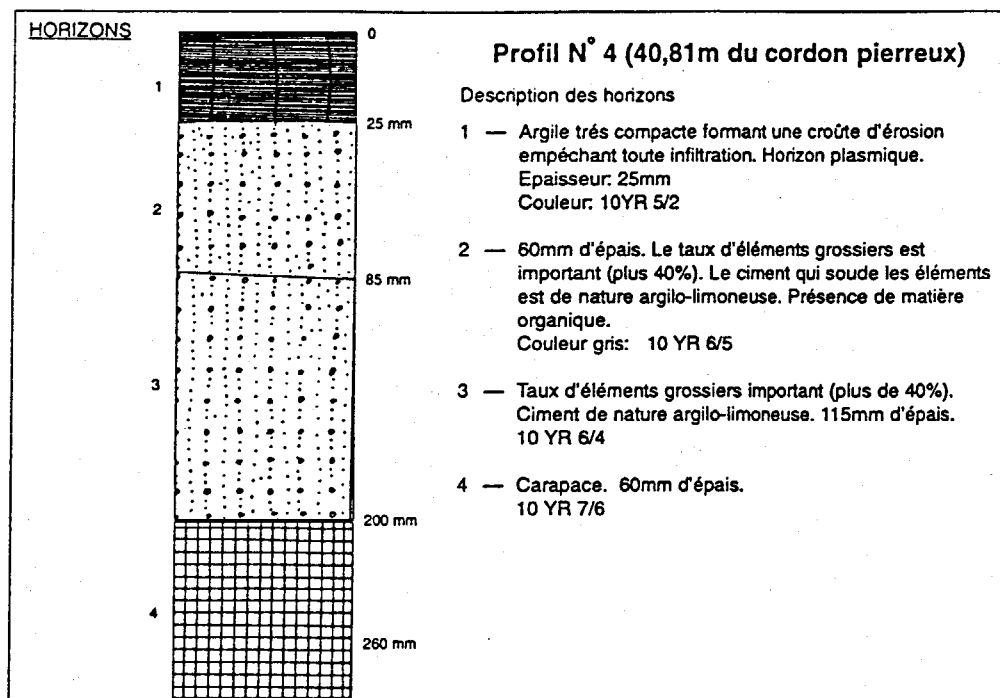 HORIZONS
0
25 mm
85 mm
200 mm
260 mm
1
2
3
4
Profil N° 4 (40,81m du cordon pierreux)
Description des horizons
1 — Argile trés compacte formant une croûte d'érosion
empéchant toute infiltration. Horizon plasmique.
Epaisseur: 25mm
Couleur: 10YR 5/2
2 — 60mm d'épais. Le taux d'éléments grossiers est
important (plus 40%). Le ciment qui soude les éléments
est de nature argilo-limoneuse. Présence de matière
organique.
Couleur gris: 10 YR 6/5
3 — Taux d'éléments grossiers important (plus de 40%).
Ciment de nature argilo-limoneuse. 115mm d'épais.
10 YR 6/4
4 — Carapace. 60mm d'épais.
10 YR 7/6